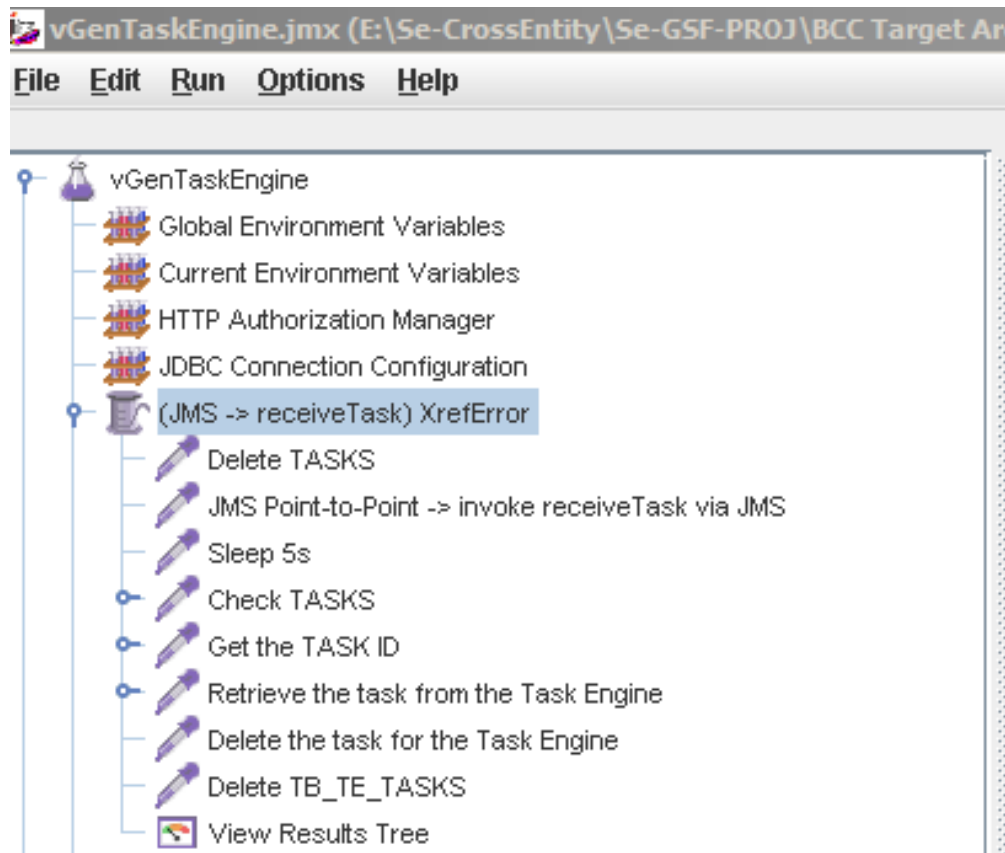 vGenTaskEngine.jmx (E:\Se-CrossEntity\Se-GSF-PROJ\BCC Target Ar
File Edit Run Options Help
vGenTaskEngine
Global Environment Variables
Current Environment Variables
HTTP Authorization Manager
JDBC Connection Configuration
(JMS -> receiveTask) XrefError
Delete TASKS
JMS Point-to-Point -> invoke receiveTask via JMS
Sleep 5s
Check TASKS
Get the TASK ID
Retrieve the task from the Task Engine
Delete the task for the Task Engine
Delete TB_TE_TASKS
View Results Tree